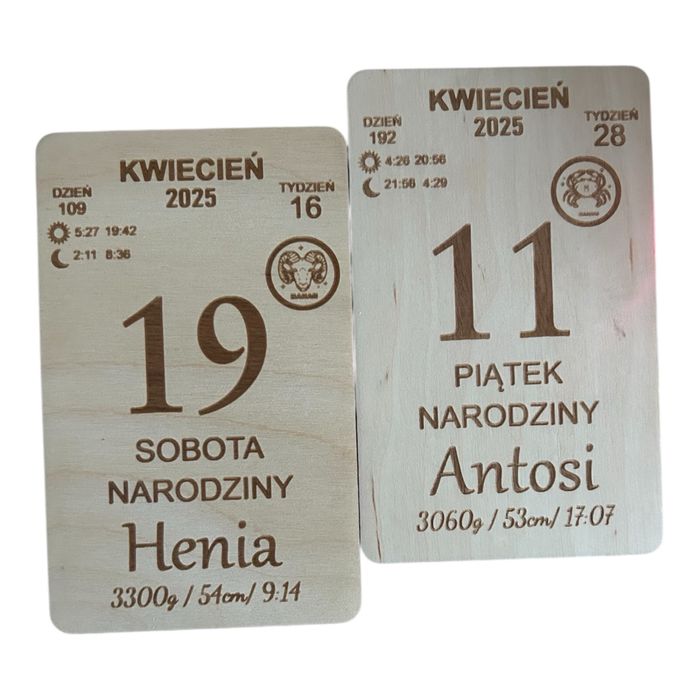 KWIECIEŃ
2025
DZIEŃ
109
TYDZIEŃ
16
5:27 19:42
2:11 8:36
BARAN
19
SOBOTA
NARODZINY
Henia
3300g / 54cm/ 9:14
KWIECIEŃ
2025
DZIEŃ
192
TYDZIEŃ
28
4:26 20:56
21:56 4:29
11
PIĄTEK
NARODZINY
Antosi
3060g / 53cm/ 17:07